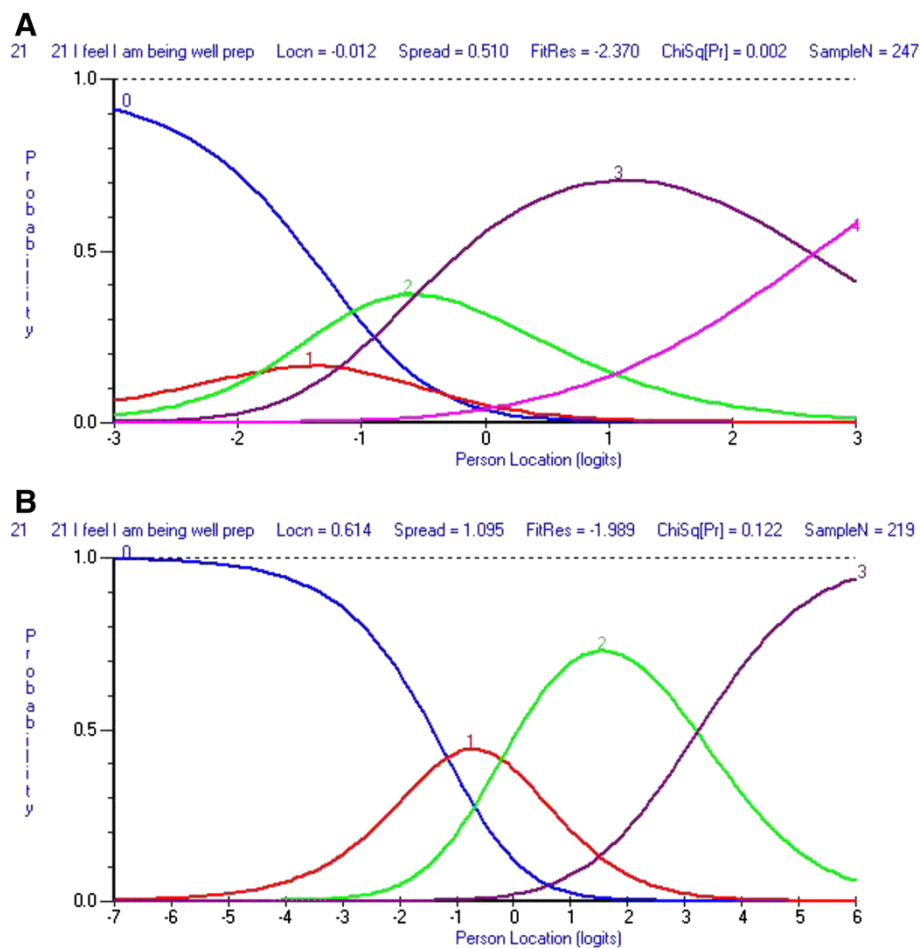 A
21 21 I feel I am being well prep Locn = -0.012 Spread = 0.510 FitRes = -2.370 ChiSq[Pr] = 0.002 SampleN = 247
1.0
0
3
4
0.5
2
1
0.0
Probability
-3 -2 -1 0 1 2 3
Person Location (logits)
B
21 21 I feel I am being well prep Locn = 0.614 Spread = 1.095 FitRes = -1.989 ChiSq[Pr] = 0.122 SampleN = 219
1.0
0
3
2
1
0.5
0.0
Probability
-7 -6 -5 -4 -3 -2 -1 0 1 2 3 4 5 6
Person Location (logits)